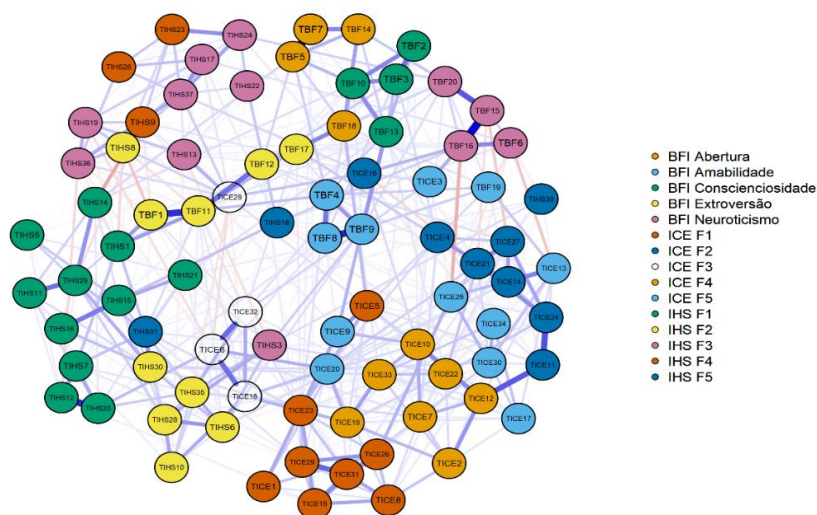 TIHS23
TIHS24
TBF7
TBF14
TBF2
TIHS17
TBF5
TIHS26
TIHS37
TIHS22
TBF10
TBF3
TBF20
TBF15
TIHS19
TIHS9
TBF18
TBF13
TIHS8
TBF17
TBF16
TBF6
TIHS36
TIHS13
TBF12
TICE16
TICE3
TBF19
TICE28
TBF4
TIHS38
TIHS14
TBF1
TBF11
TIHS18
TBF8
TBF9
TICE4
TICE27
TIHS5
TIHS1
TICE21
TICE13
TIHS29
TIHS21
TICE14
TIHS11
TIHS15
TICE25
TICE32
TICE5
TICE24
TIHS16
TIHS31
TICE9
TICE34
TICE6
TIHS3
TICE10
TIHS7
TIHS30
TICE20
TICE30
TICE11
TICE33
TICE22
TIHS12
TIHS20
TIHS35
TICE18
TICE12
TICE23
TICE7
TICE17
TIHS28
TIHS6
TICE19
TIHS10
TICE29
TICE26
TICE2
TICE1
TICE31
TICE15
TICE8
BFI Abertura
BFI Amabilidade
BFI Conscienciosidade
BFI Extroversão
BFI Neuroticismo
ICE F1
ICE F2
ICE F3
ICE F4
ICE F5
IHS F1
IHS F2
IHS F3
IHS F4
IHS F5